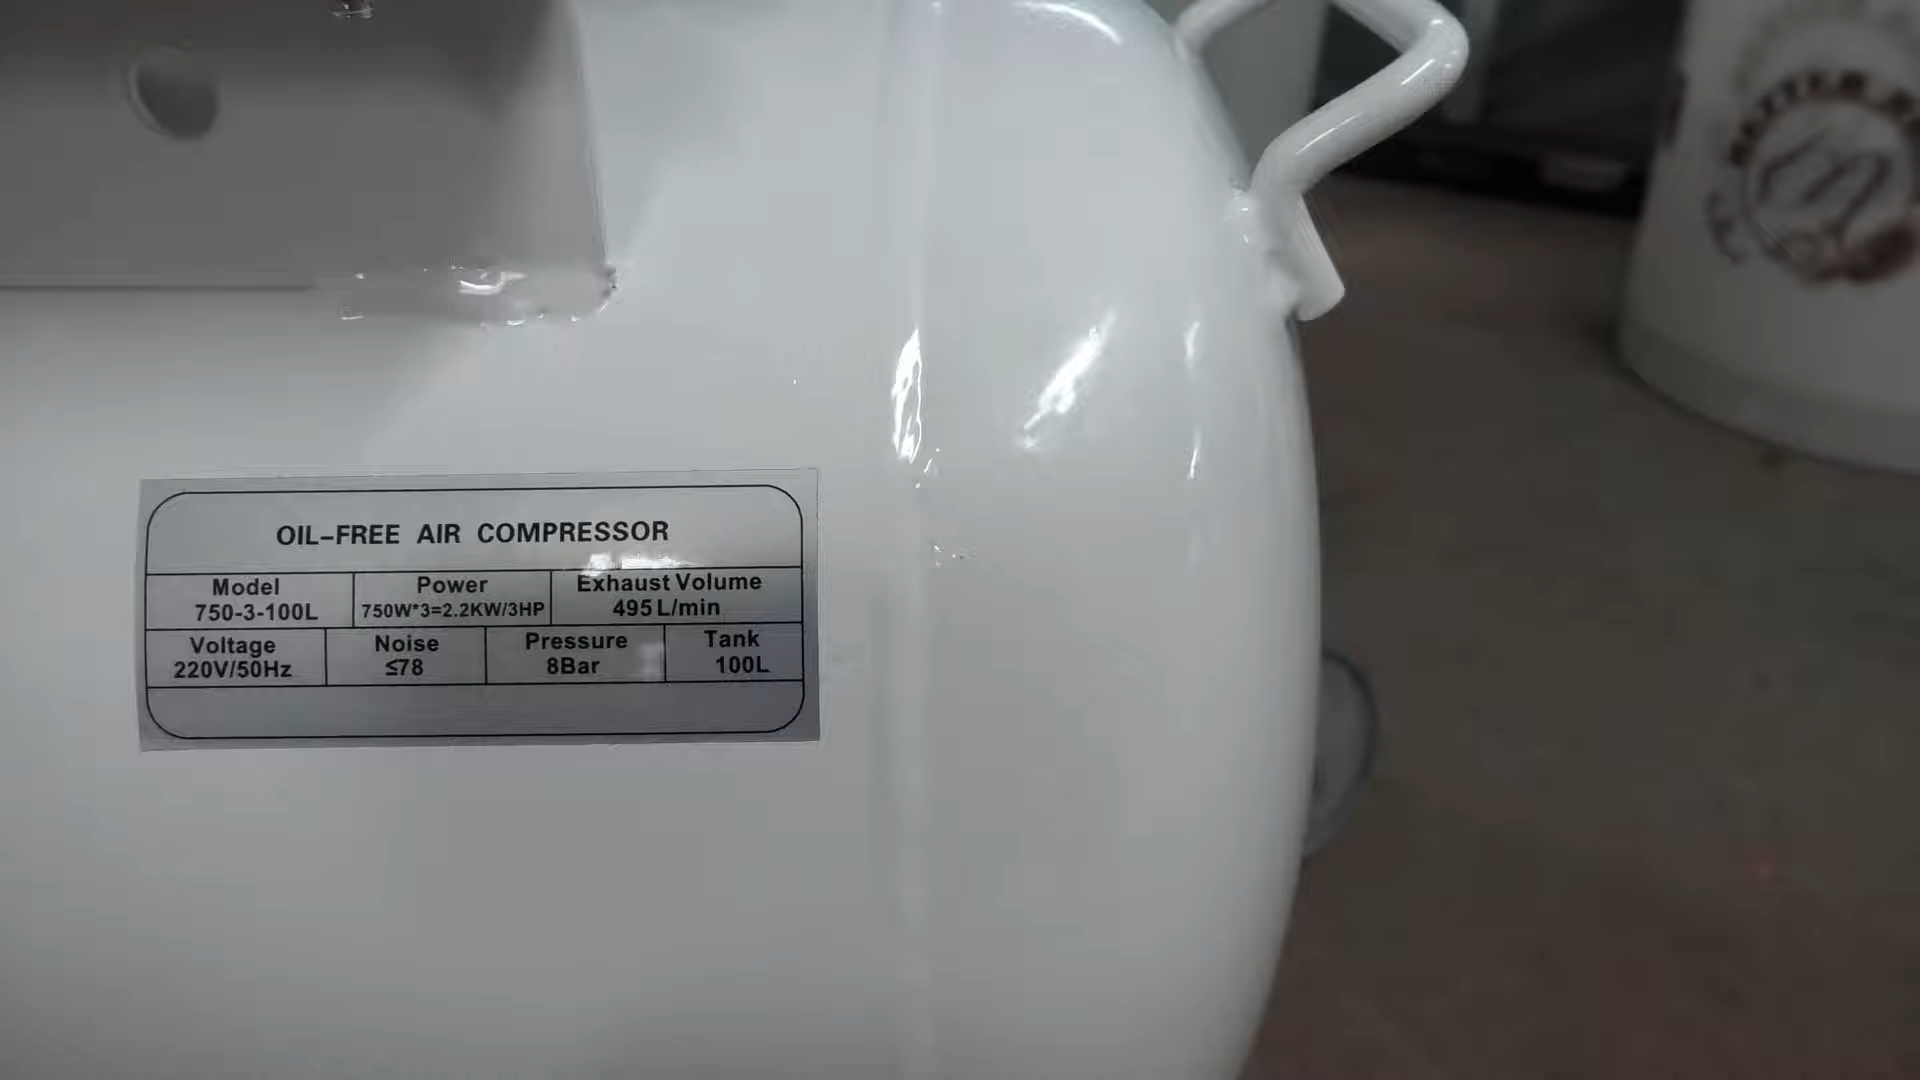 OIL-FREE AIR COMPRESSOR
Model Power Exhaust Volume
750-3-100L 750W*3=2.2KW/3HP 495L/min
Voltage Noise Pressure Tank
220V/50Hz ≤78 8Bar 100L